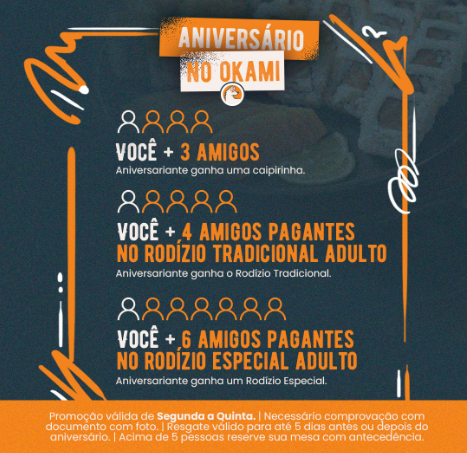 ANIVERSÁRIO
NO OKAMI
VOCÊ + 3 AMIGOS
Aniversariante ganha uma caipirinha.
VOCÊ + 4 AMIGOS PAGANTES
NO RODÍZIO TRADICIONAL ADULTO
Aniversariante ganha o Rodízio Tradicional.
VOCÊ + 6 AMIGOS PAGANTES
NO RODÍZIO ESPECIAL ADULTO
Aniversariante ganha um Rodízio Especial.
Promoção válida de Segunda a Quinta. | Necessário comprovação com
documento com foto. | Resgate válido para até 5 dias antes ou depois do
aniversário. | Acima de 5 pessoas reserve sua mesa com antecedência.